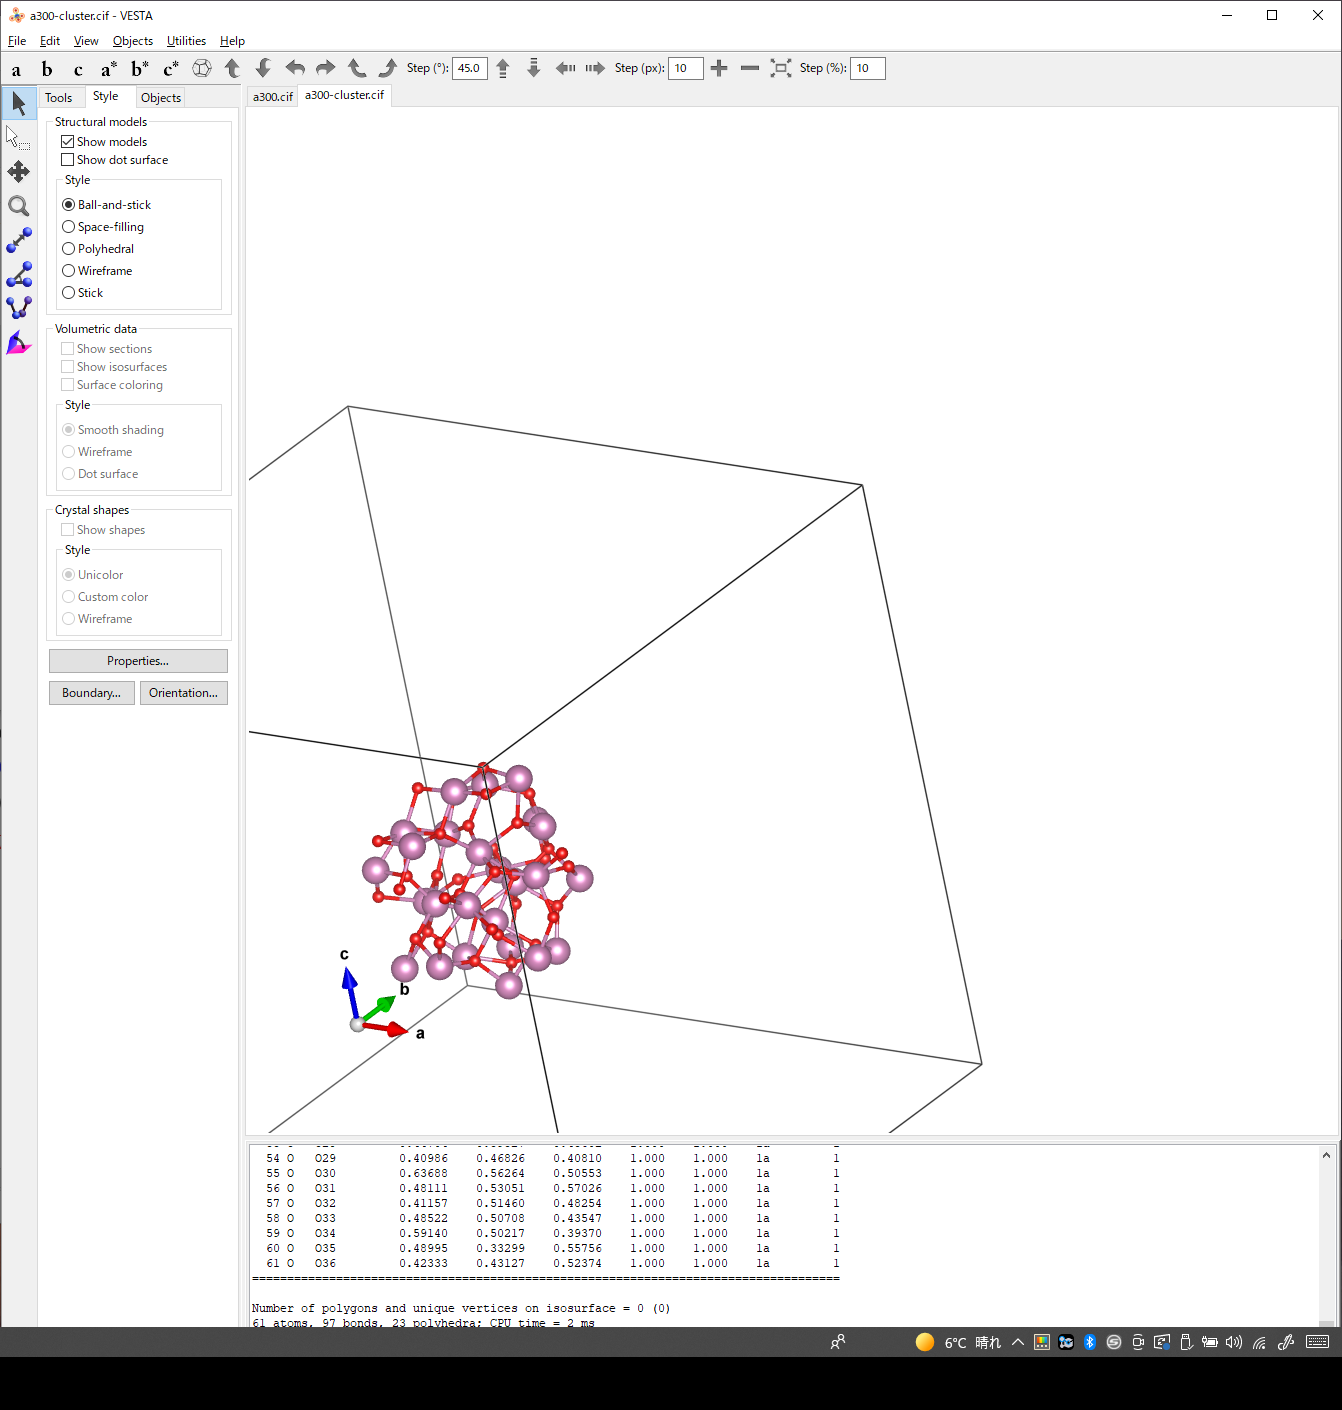 a300-cluster.cif - VESTA
File Edit View Objects Utilities Help
a b c a* b* c* Step (°): 45.0 Step (px): 10 Step (%): 10
Tools Style Objects
a300.cif a300-cluster.cif
Structural models
Show models
Show dot surface
Style
Ball-and-stick
Space-filling
Polyhedral
Wireframe
Stick
Volumetric data
Show sections
Show isosurfaces
Surface coloring
Style
Smooth shading
Wireframe
Dot surface
Crystal shapes
Show shapes
Style
Unicolor
Custom color
Wireframe
Properties...
Boundary... Orientation...
c
b
a
54 O O29 0.40986 0.46826 0.40810 1.000 1.000 1a 1
55 O O30 0.63688 0.56264 0.50553 1.000 1.000 1a 1
56 O O31 0.48111 0.53051 0.57026 1.000 1.000 1a 1
57 O O32 0.41157 0.51460 0.48254 1.000 1.000 1a 1
58 O O33 0.48522 0.50708 0.43547 1.000 1.000 1a 1
59 O O34 0.59140 0.50217 0.39370 1.000 1.000 1a 1
60 O O35 0.48995 0.33299 0.55756 1.000 1.000 1a 1
61 O O36 0.42333 0.43127 0.52374 1.000 1.000 1a 1
====================================================================================
Number of polygons and unique vertices on isosurface = 0 (0)
61 atoms, 97 bonds, 23 polyhedra; CPU time = 2 ms
6°C 晴れ